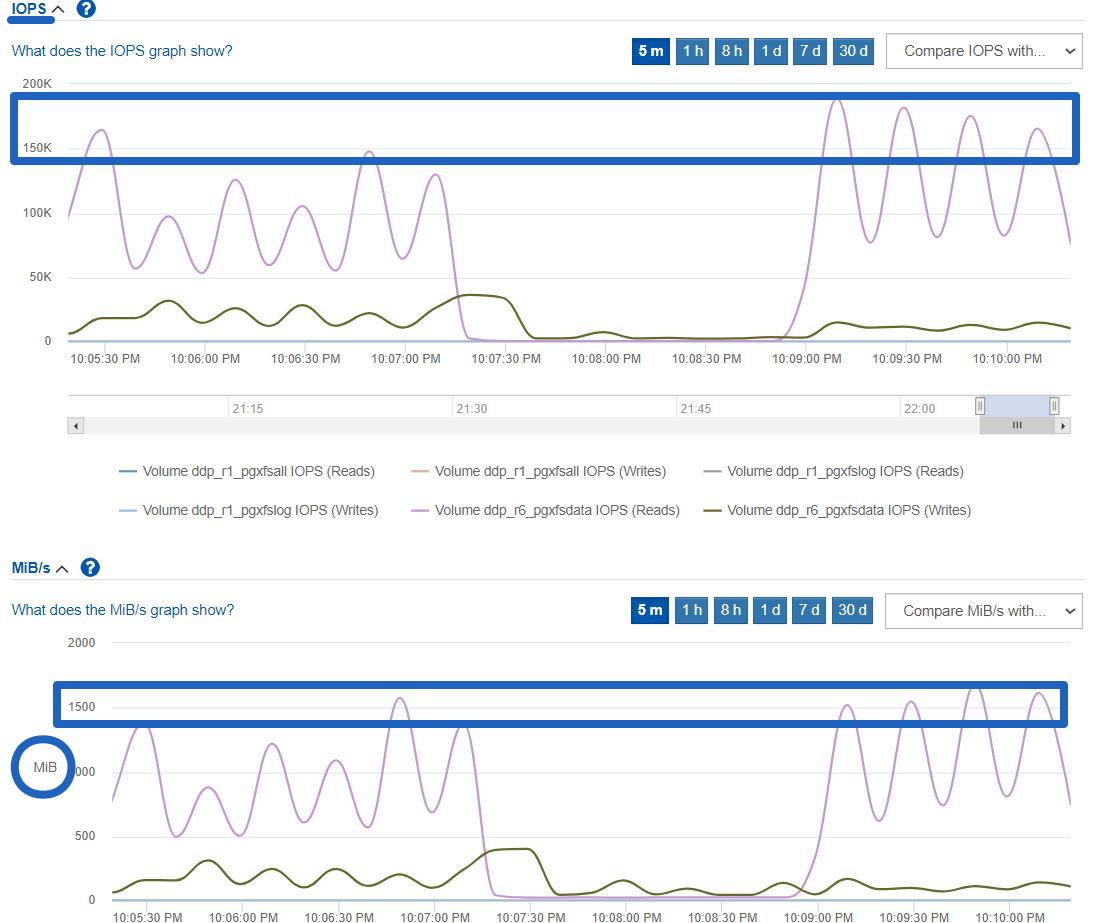 IOPS ?
What does the IOPS graph show?
5 m 1 h 8 h 1 d 7 d 30 d Compare IOPS with...
200K
150K
100K
50K
0
10:05:30 PM 10:06:00 PM 10:06:30 PM 10:07:00 PM 10:07:30 PM 10:08:00 PM 10:08:30 PM 10:09:00 PM 10:09:30 PM 10:10:00 PM
21:15 21:30 21:45 22:00
Volume ddp_r1_pgxfsall IOPS (Reads) Volume ddp_r1_pgxfsall IOPS (Writes) Volume ddp_r1_pgxfslog IOPS (Reads)
Volume ddp_r1_pgxfslog IOPS (Writes) Volume ddp_r6_pgxfsdata IOPS (Reads) Volume ddp_r6_pgxfsdata IOPS (Writes)
MiB/s ?
What does the MiB/s graph show?
5 m 1 h 8 h 1 d 7 d 30 d Compare MiB/s with...
2000
1500
MiB 000
500
0
10:05:30 PM 10:06:00 PM 10:06:30 PM 10:07:00 PM 10:07:30 PM 10:08:00 PM 10:08:30 PM 10:09:00 PM 10:09:30 PM 10:10:00 PM